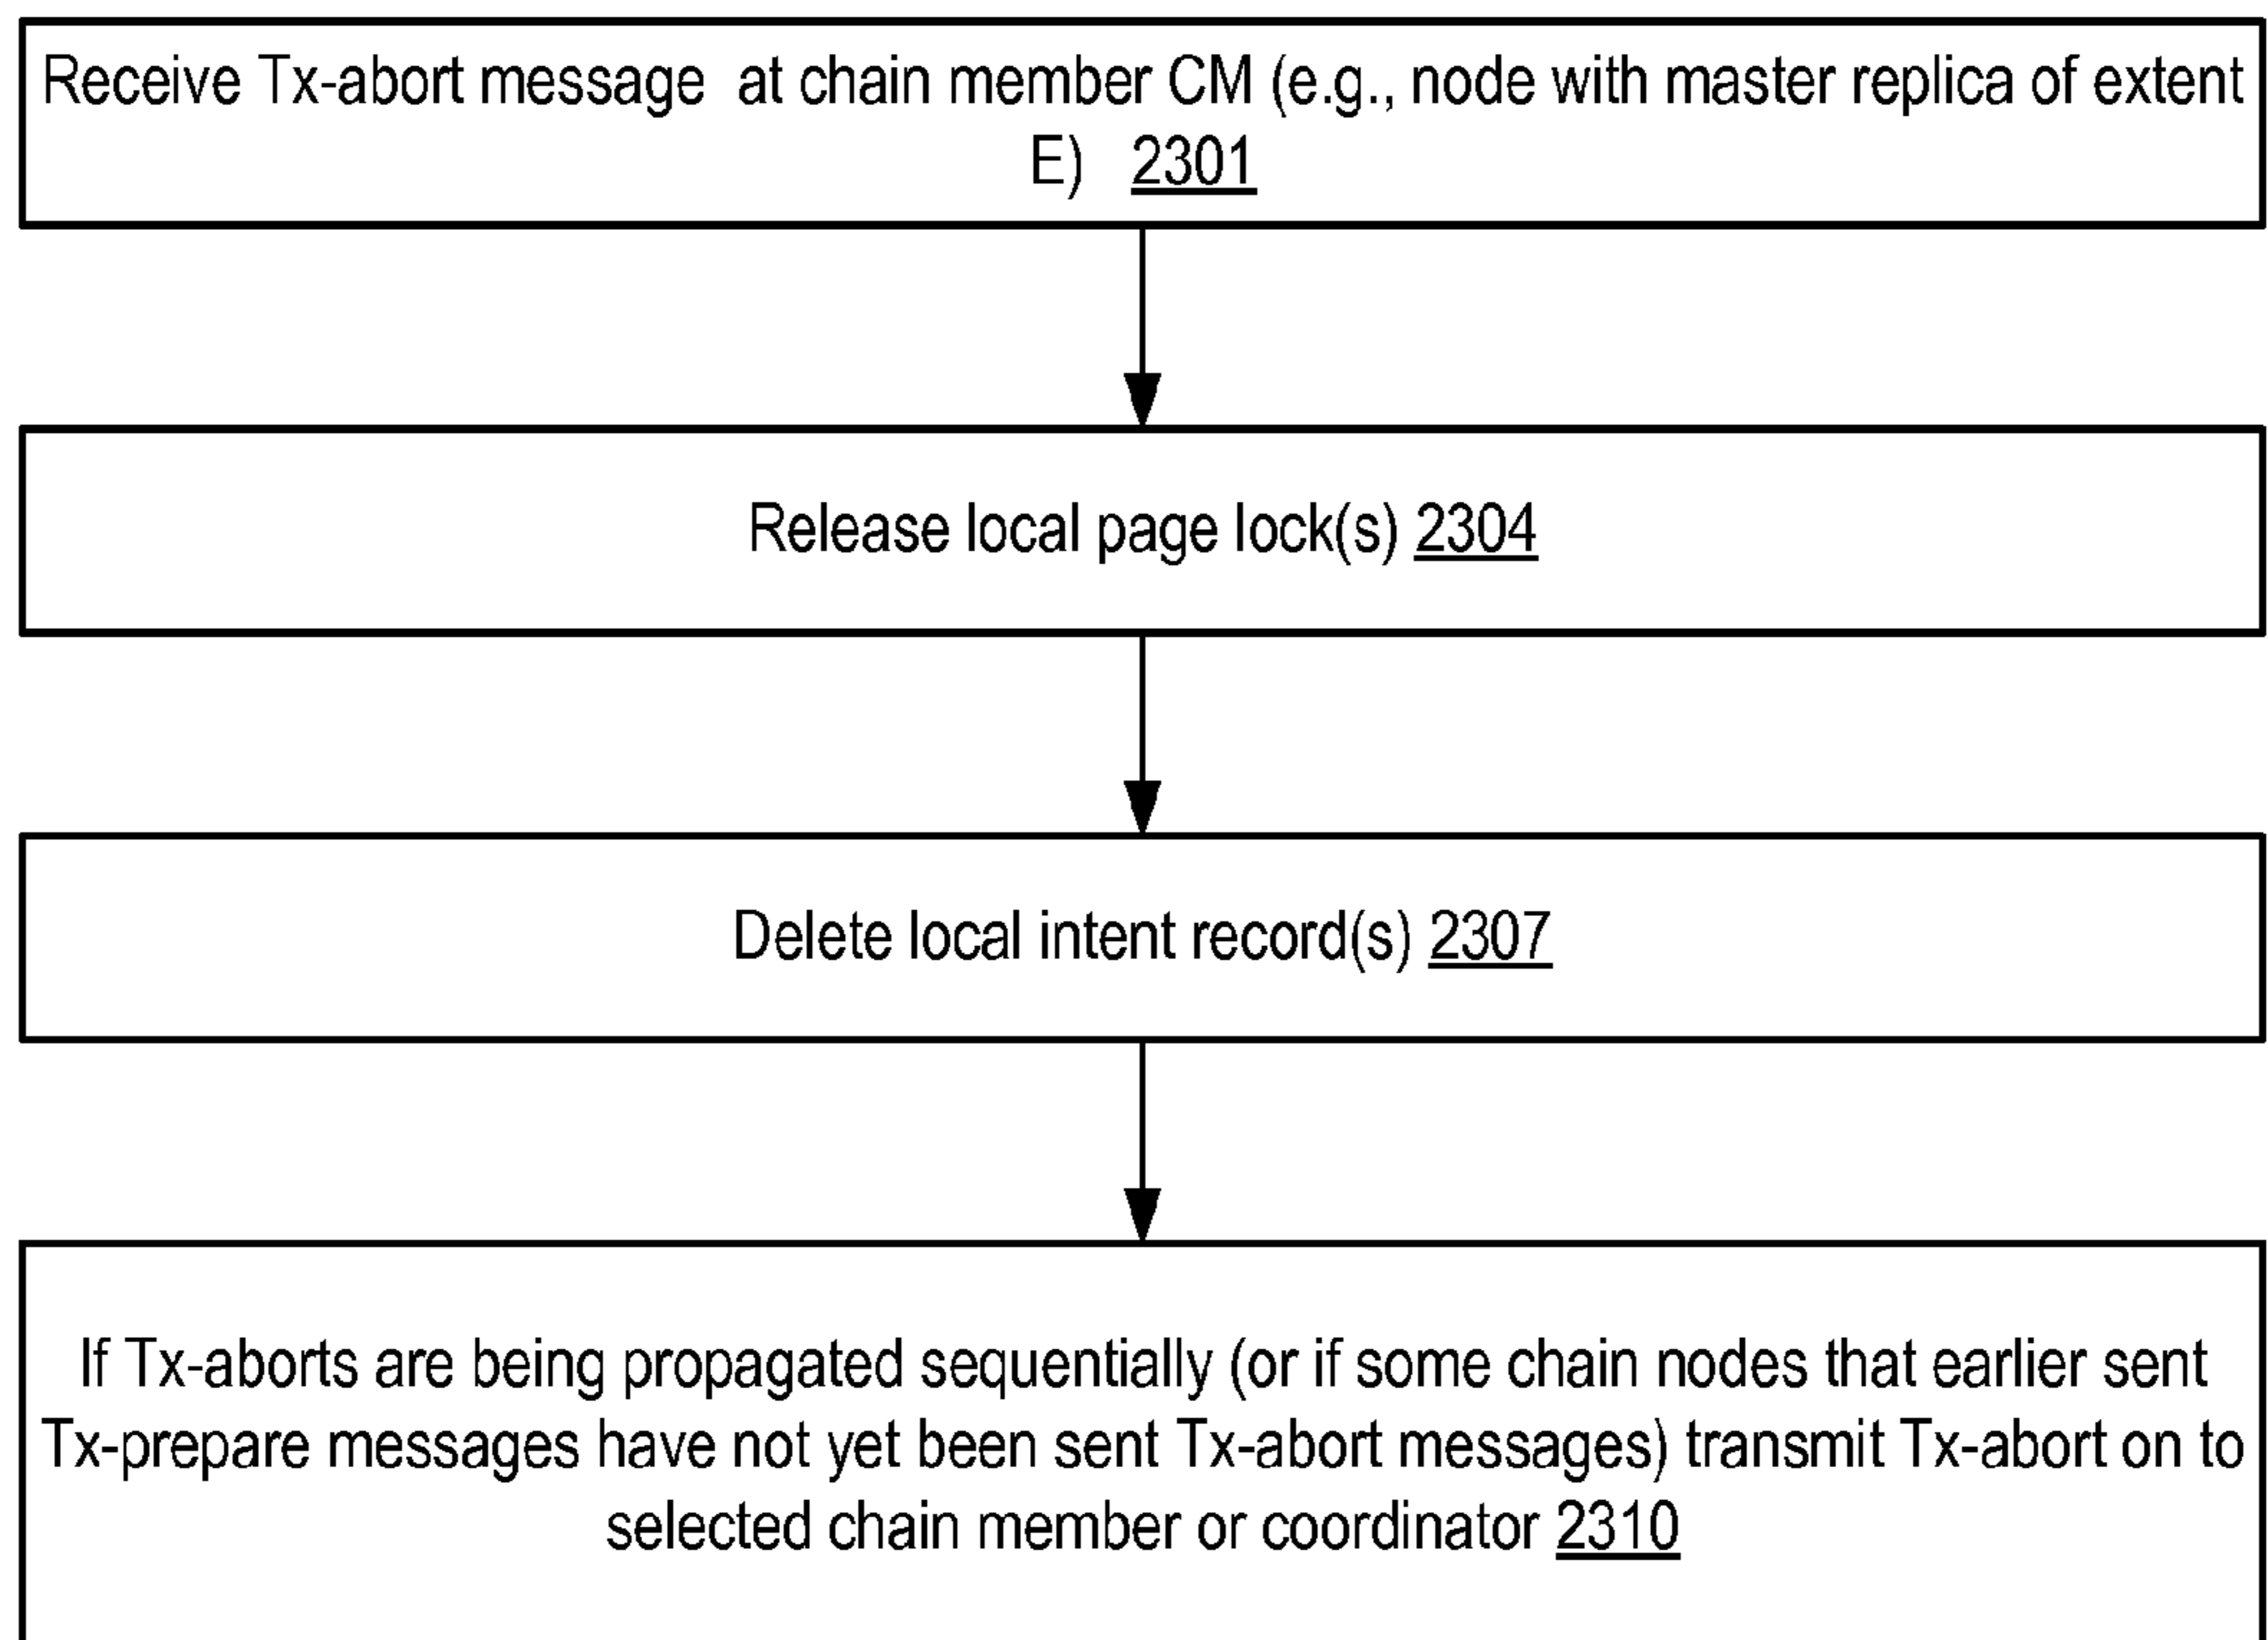 Receive Tx-abort message at chain member CM (e.g., node with master replica of extent
E) 2301
Release local page lock(s) 2304
Delete local intent record(s) 2307
If Tx-aborts are being propagated sequentially (or if some chain nodes that earlier sent
Tx-prepare messages have not yet been sent Tx-abort messages) transmit Tx-abort on to
selected chain member or coordinator 2310